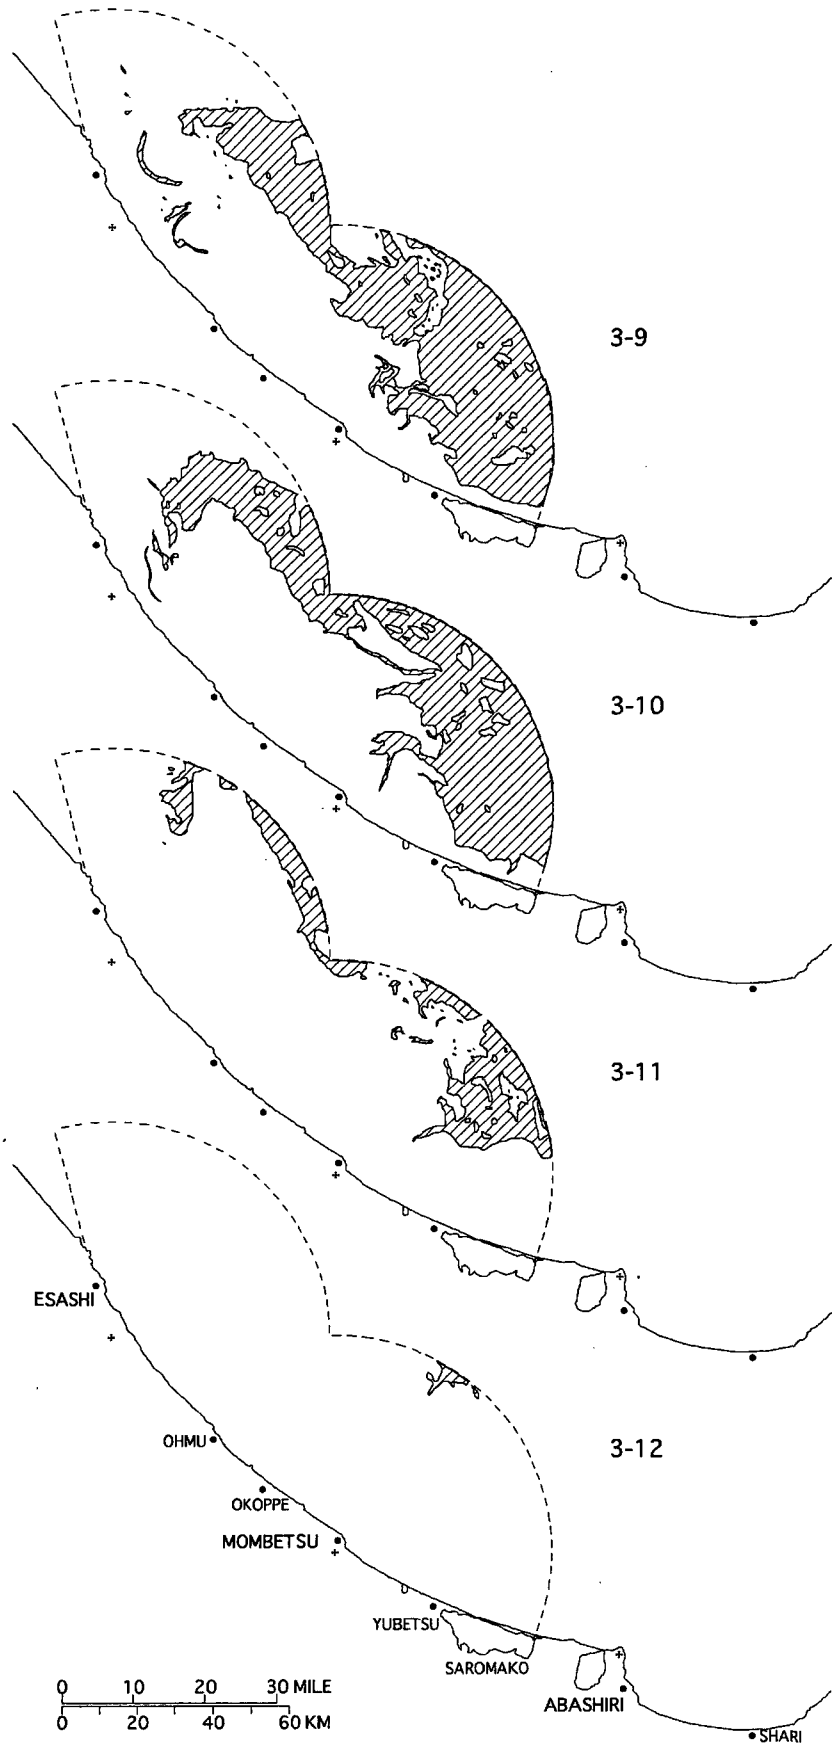 3-9
3-10
3-11
ESASHI
OHMU
3-12
OKOPPE
MOMBETSU
YUBETSU
SAROMAKO
0 10 20 30 MILE
ABASHIRI
0 20 40 60 KM
SHARI